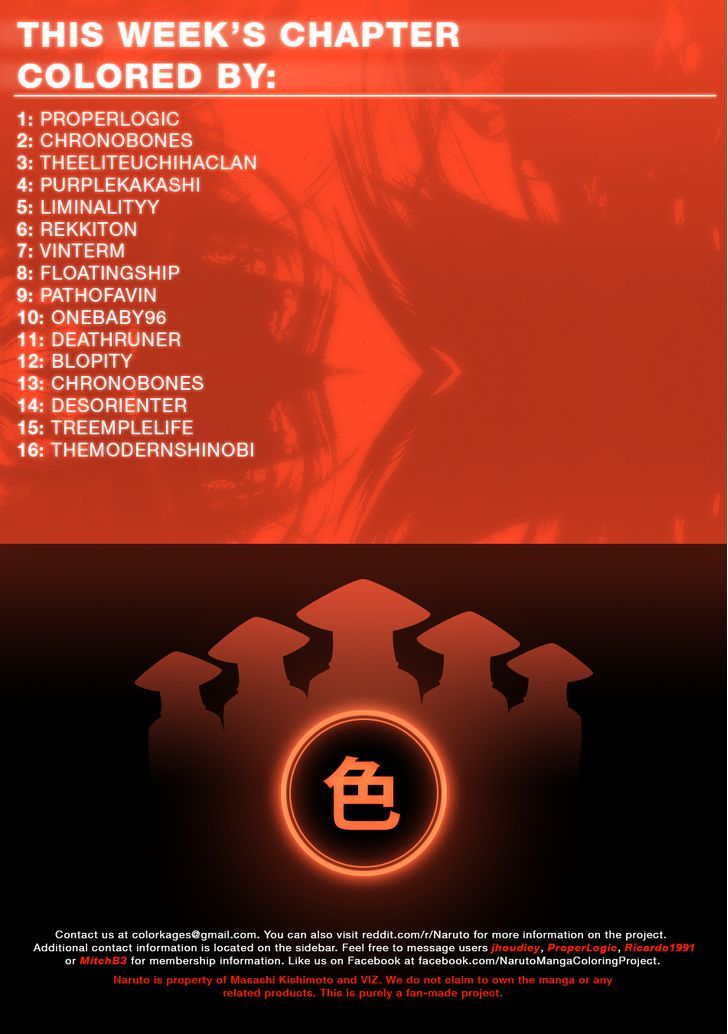 THIS WEEK'S CHAPTER
COLORED BY:
1: PROPERLOGIC
2: CHRONOBONES
3: THEELITEUCHIHACLAN
4: PURPLEKAKASHI
5: LIMINALITYY
6: REKKITON
7: VINTERM
8: FLOATINGSHIP
9: PATHOFAVIN
10: ONEBABY96
11: DEATHRUNER
12: BLOPITY
13: CHRONOBONES
14: DESORIENTER
15: TREEMPLELIFE
16: THEMODERNSHINOBI
色
Contact us at colorkages@gmail.com. You can also visit reddit.com/r/Naruto for more information on the project.
Additional contact information is located on the sidebar. Feel free to message users jhoudiey, ProperLogic, Ricardo1991
or MitchB3 for membership information. Like us on Facebook at facebook.com/NarutoMangaColoringProject.
Naruto is property of Masashi Kishimoto and VIZ. We do not claim to own the manga or any
related products. This is purely a fan-made project.